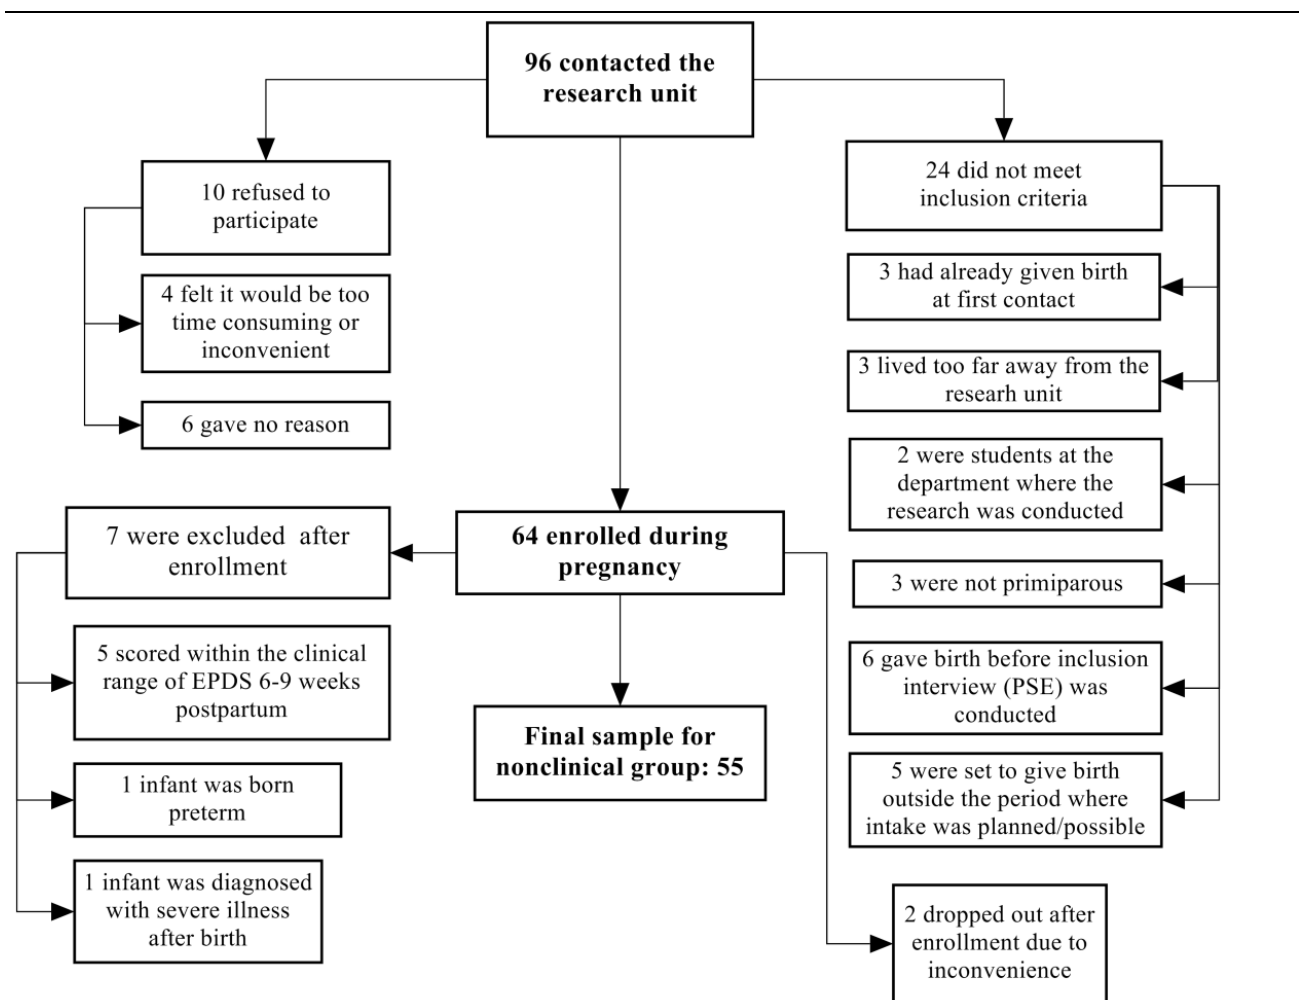 96 contacted the
research unit
10 refused to
participate
4 felt it would be too
time consuming or
inconvenient
6 gave no reason
24 did not meet
inclusion criteria
3 had already given birth
at first contact
3 lived too far away from the
researh unit
2 were students at the
department where the
research was conducted
3 were not primiparous
6 gave birth before inclusion
interview (PSE) was
conducted
5 were set to give birth
outside the period where
intake was planned/possible
64 enrolled during
pregnancy
7 were excluded after
enrollment
5 scored within the clinical
range of EPDS 6-9 weeks
postpartum
1 infant was born
preterm
1 infant was diagnosed
with severe illness
after birth
Final sample for
nonclinical group: 55
2 dropped out after
enrollment due to
inconvenience